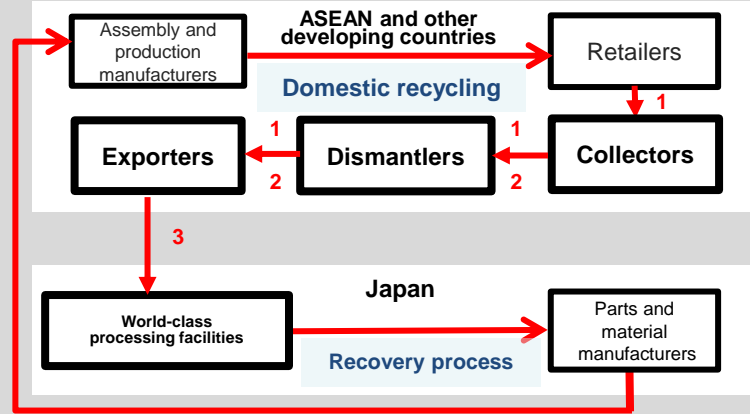 Assembly and
production
manufacturers
ASEAN and other
developing countries
Retailers
Domestic recycling
1
Exporters
1
2
Dismantlers
1
2
Collectors
3
Japan
World-class
processing facilities
Parts and
material
manufacturers
Recovery process